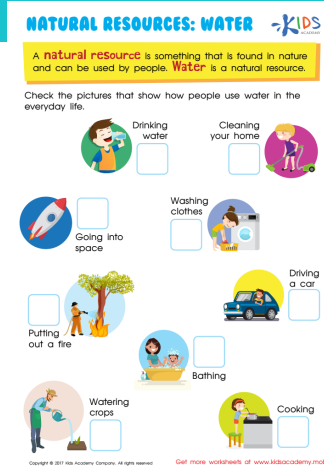 NATURAL RESOURCES: WATER
KIDS
ACADEMY
A natural resource is something that is found in nature
and can be used by people. Water is a natural resource.
Check the pictures that show how people use water in the
everyday life.
Drinking
water
Cleaning
your home
Going into
space
Washing
clothes
Driving
a car
Putting
out a fire
Bathing
Watering
crops
Cooking
Copyright © 2017 Kids Academy Company. All rights reserved
Get more worksheets at www.kidsacademy.mobi